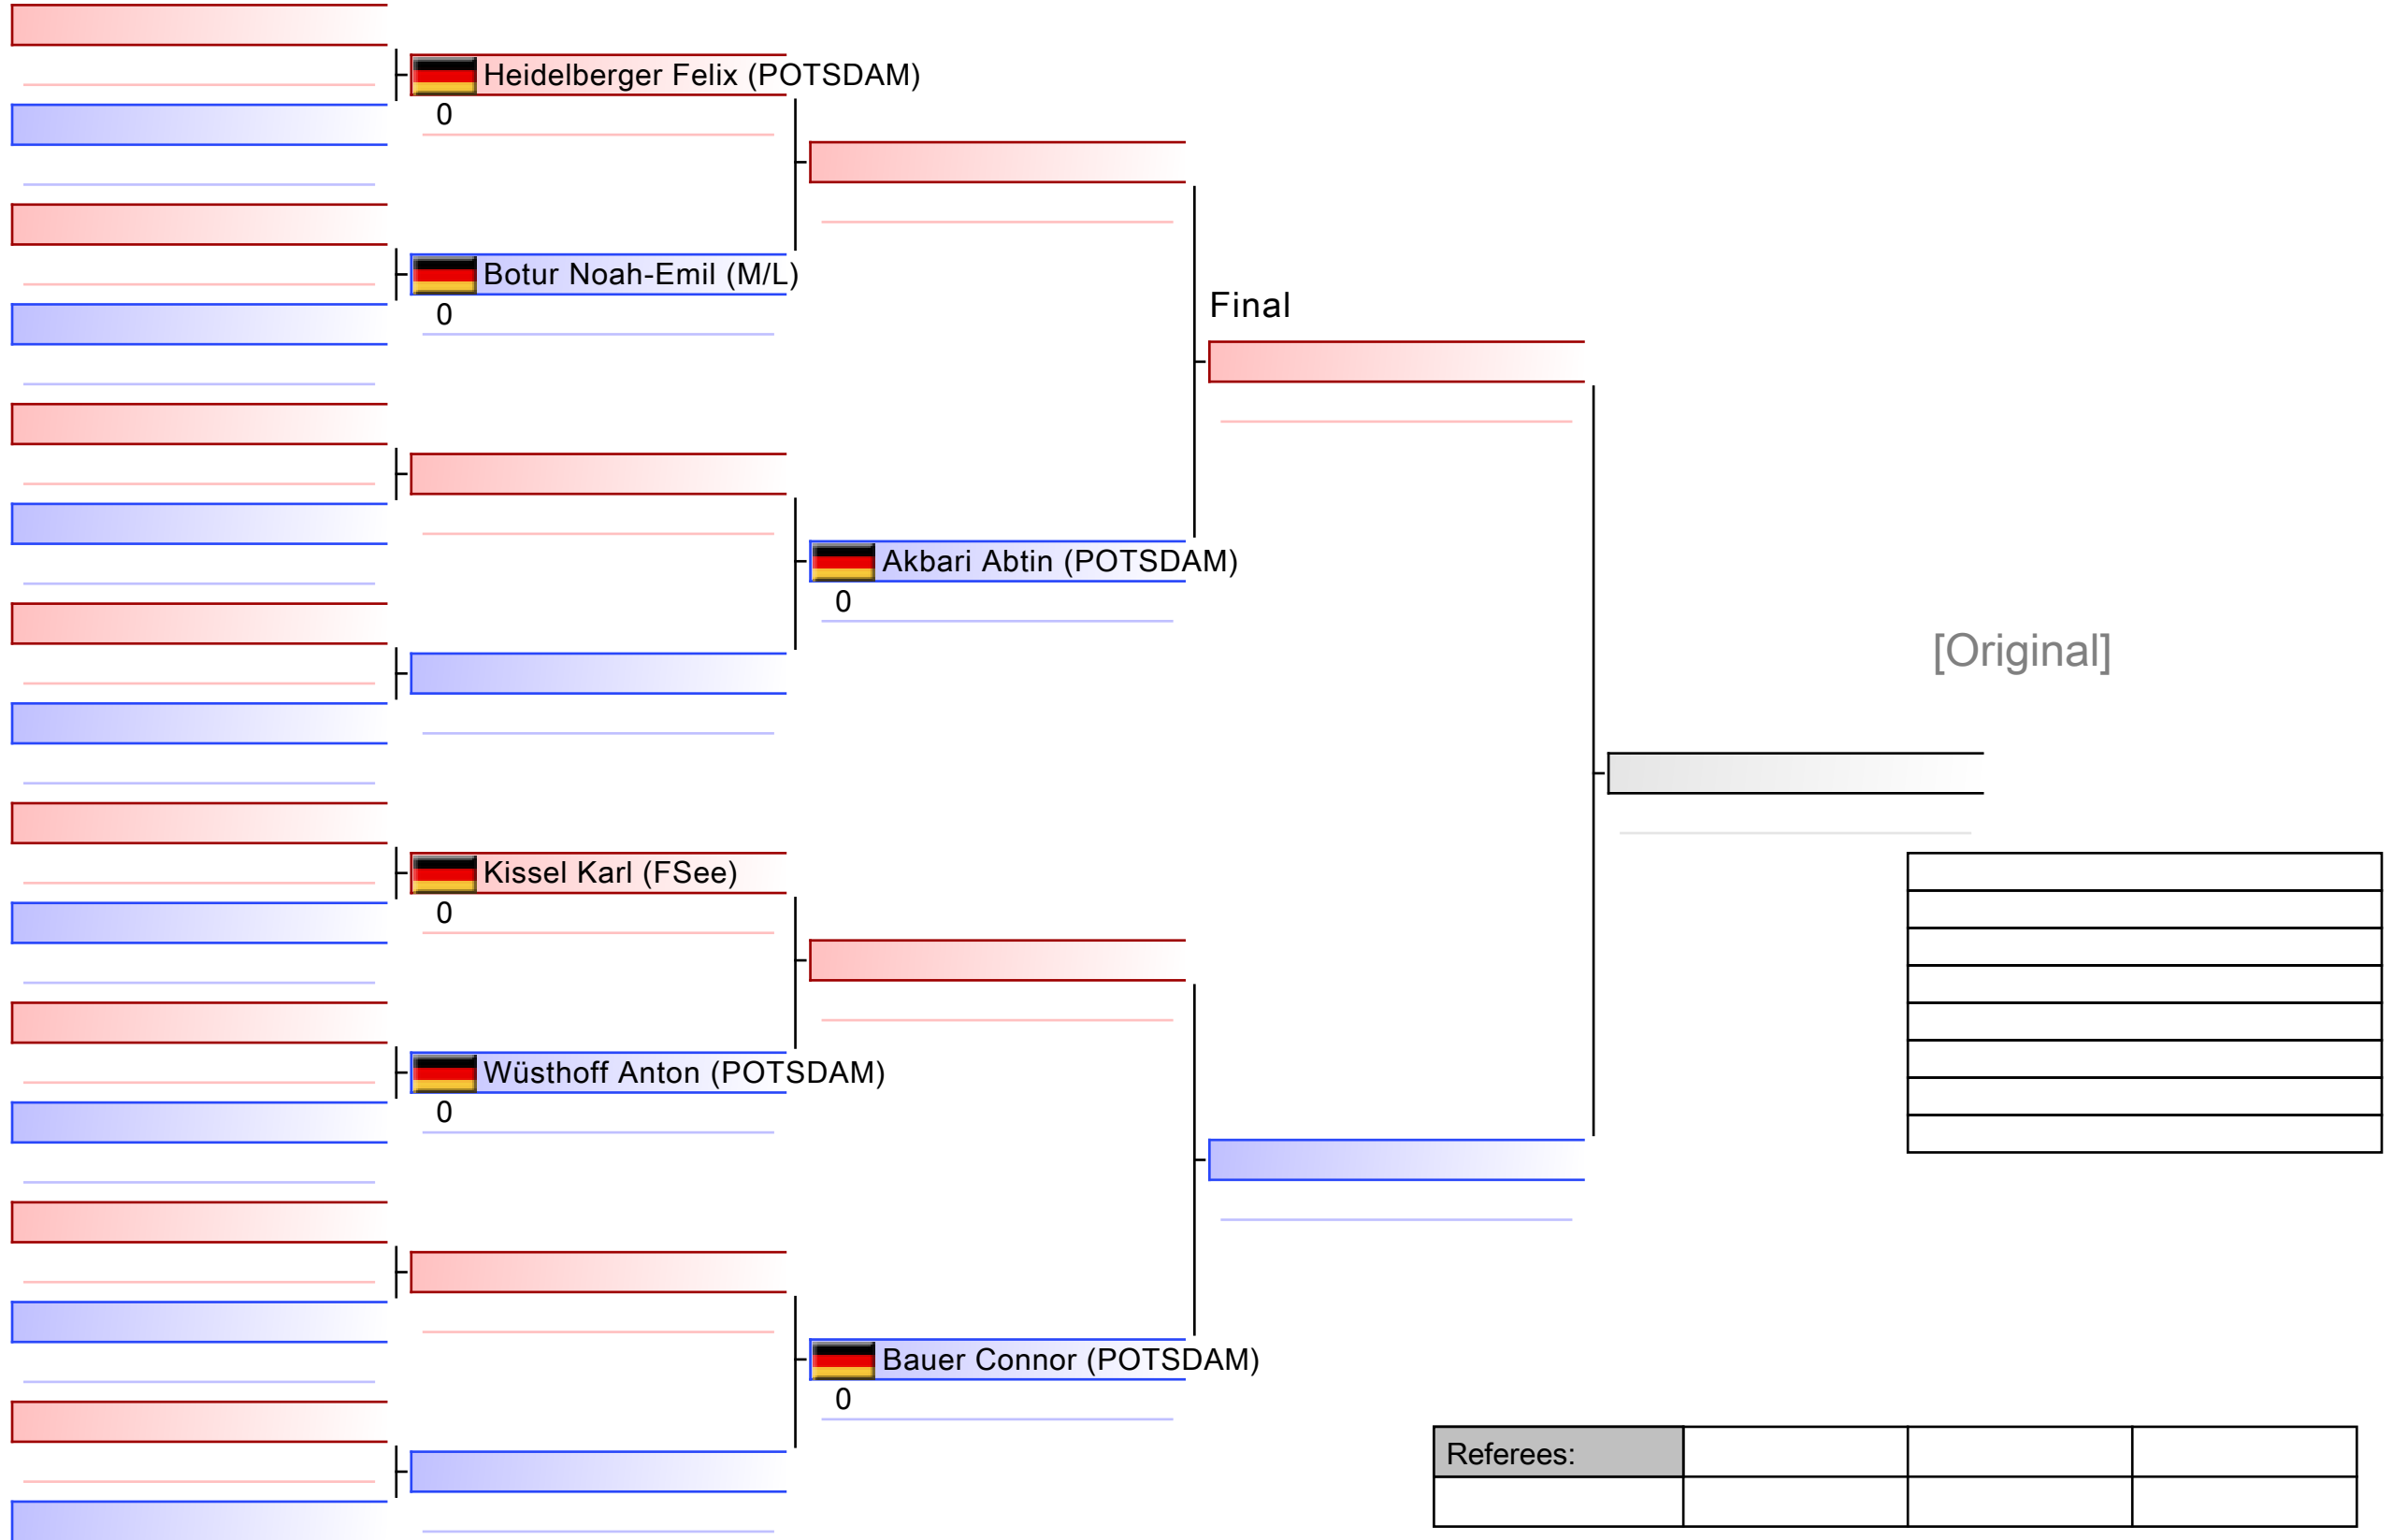 Heidelberger Felix (POTSDAM)
0
Botur Noah-Emil (M/L)
0
Final
Akbari Abtin (POTSDAM)
0
[Original]
Kissel Karl (FSee)
0
Wüsthoff Anton (POTSDAM)
0
Bauer Connor (POTSDAM)
0
Referees: